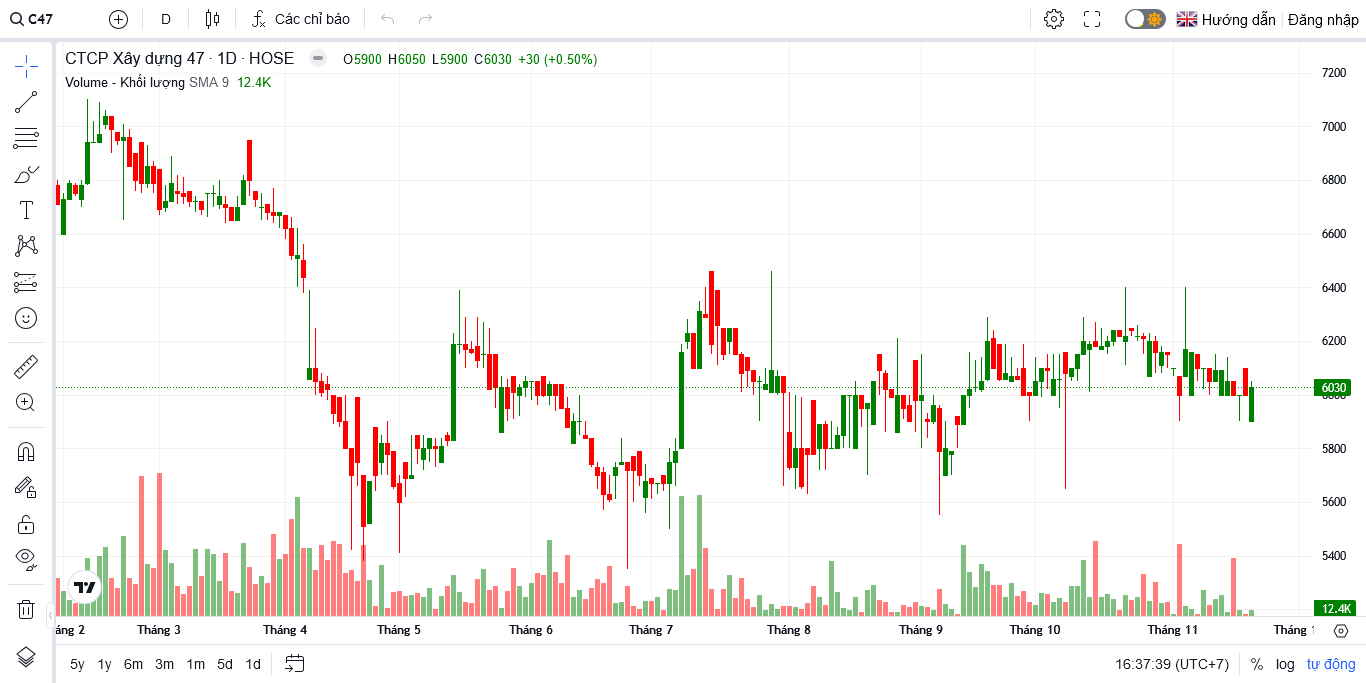 C47 D Các chỉ báo Hướng dẫn Đăng nhập
CTCP Xây dựng 47 · 1D · HOSE O5900 H6050 L5900 C6030 +30 (+0.50%)
Volume - Khối lượng SMA 9 12.4K
7200
7000
6800
6600
6400
6200
6030
6000
5800
5600
5400
12.4K
áng 2 Tháng 3 Tháng 4 Tháng 5 Tháng 6 Tháng 7 Tháng 8 Tháng 9 Tháng 10 Tháng 11 Tháng 1
5y 1y 6m 3m 1m 5d 1d 16:37:39 (UTC+7) % log tự động